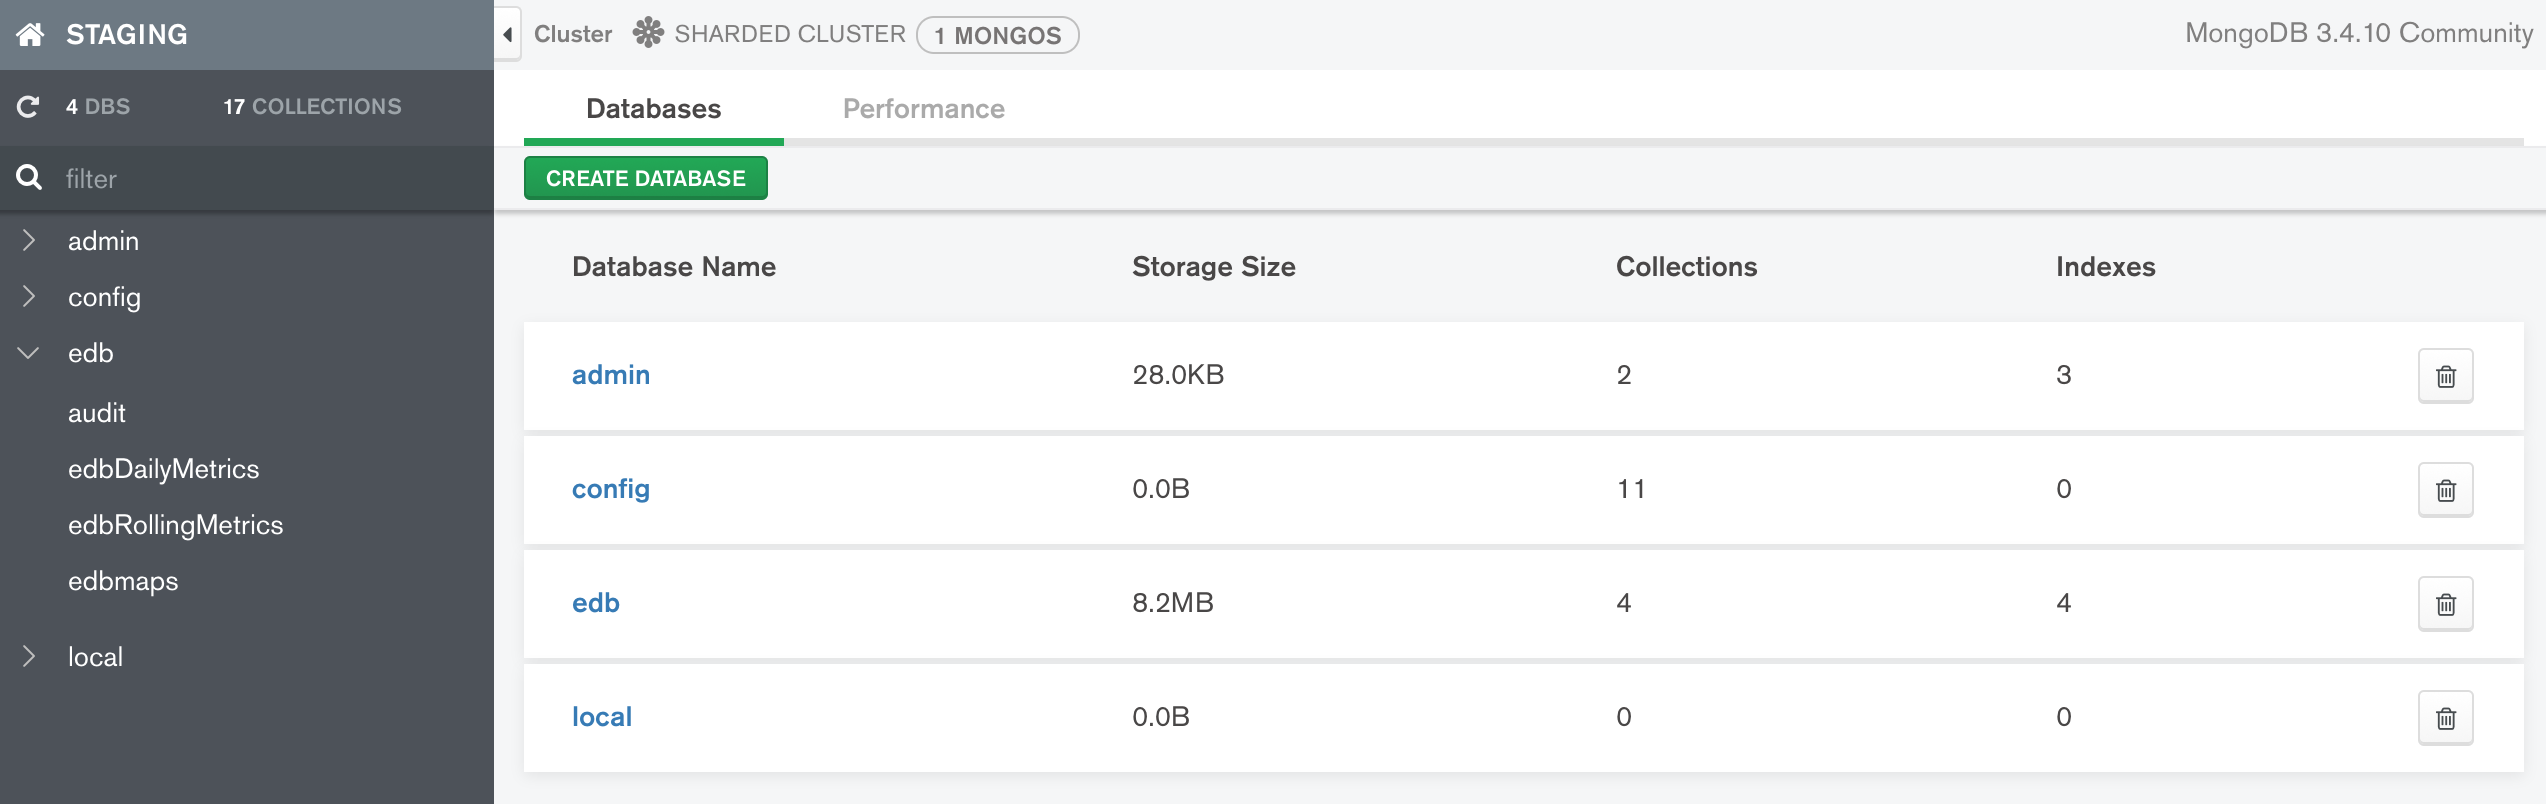 STAGING
4 DBS 17 COLLECTIONS
filter
admin
config
edb
audit
edbDailyMetrics
edbRollingMetrics
edbmaps
local
Cluster SHARDED CLUSTER 1 MONGOS
MongoDB 3.4.10 Community
Databases Performance
CREATE DATABASE
Database Name Storage Size Collections Indexes
admin 28.0KB 2 3
config 0.0B 11 0
edb 8.2MB 4 4
local 0.0B 0 0